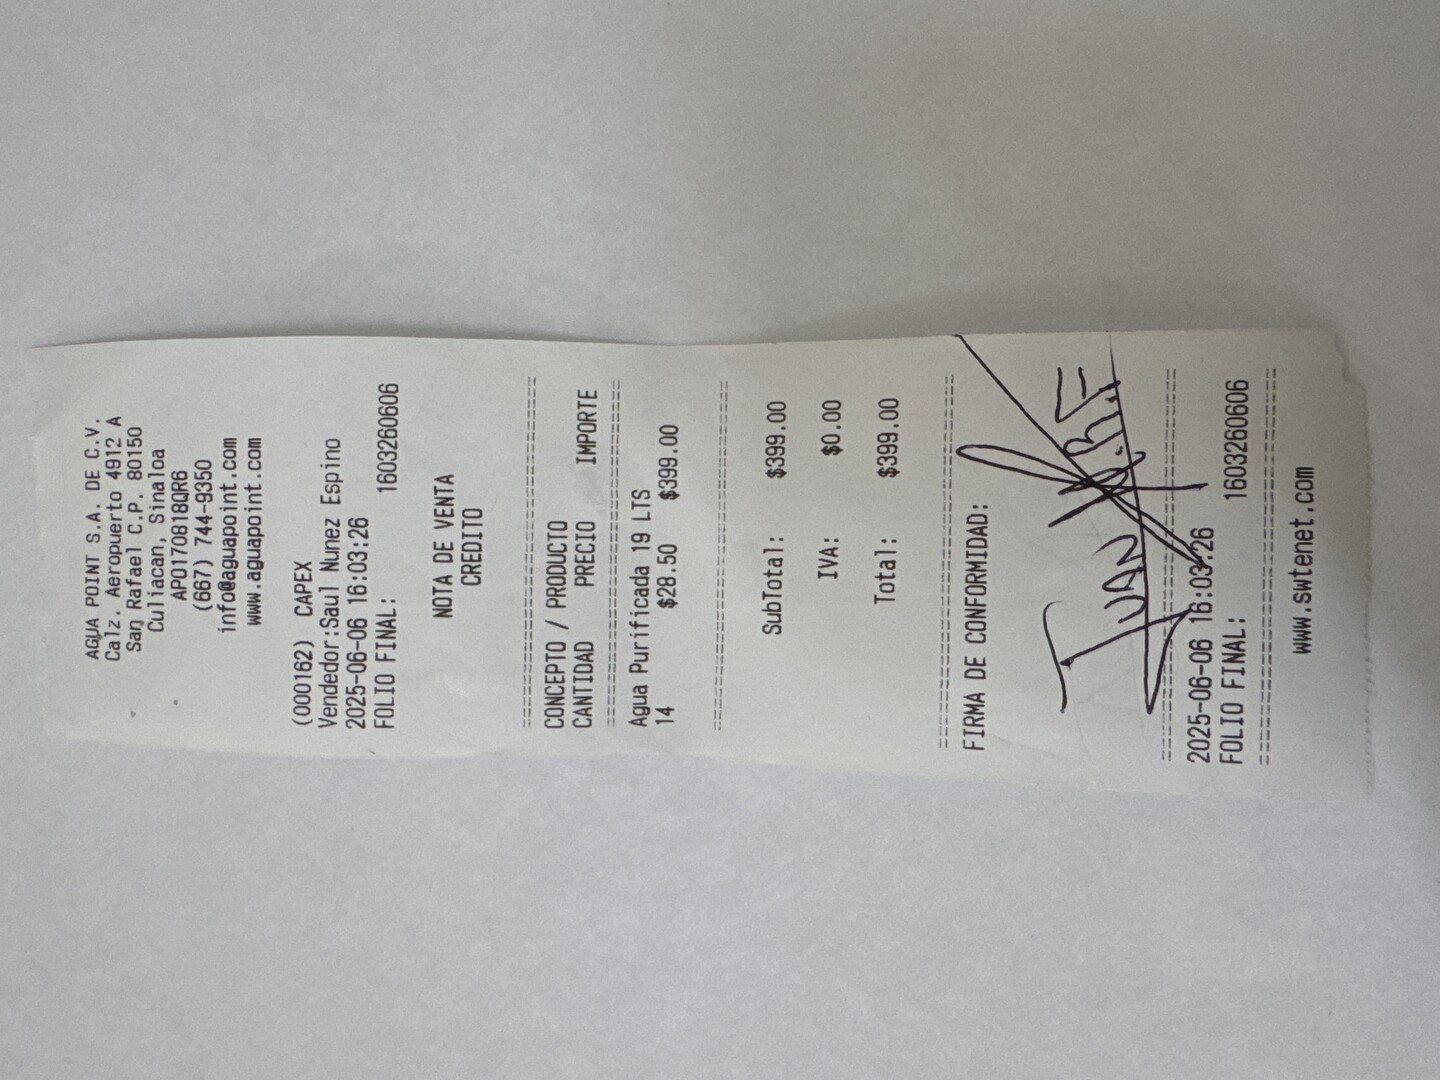 AGUA POINT S.A. DE C.V.
Calz. Aeropuerto 4912 A
San Rafael C.P. 80150
Culiacan, Sinaloa
APO170818QR6
(667) 744-9350
info@aguapoint.com
www.aguapoint.com
(000162) CAPEX
Vendedor:Saul Nunez Espino
2025-06-06 16:03:26
FOLIO FINAL: 1603260606
NOTA DE VENTA
CREDITO
==============================
CONCEPTO / PRODUCTO
CANTIDAD PRECIO IMPORTE
==============================
Agua Purificada 19 LTS
14 $28.50 $399.00
==============================
SubTotal: $399.00
IVA: $0.00
Total: $399.00
==============================
FIRMA DE CONFORMIDAD:
IVAN
==============================
2025-06-06 16:03:26
FOLIO FINAL: 1603260606
==============================
www.swtenet.com